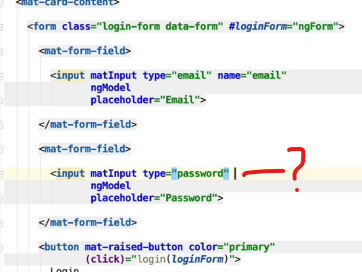 <mat-card-content>
<form class="login-form data-form" #loginForm="ngForm">
<mat-form-field>
<input matInput type="email" name="email"
ngModel
placeholder="Email">
</mat-form-field>
<mat-form-field>
<input matInput type="password" ?
ngModel
placeholder="Password">
</mat-form-field>
<button mat-raised-button color="primary"
(click)="login(loginForm)">
Login